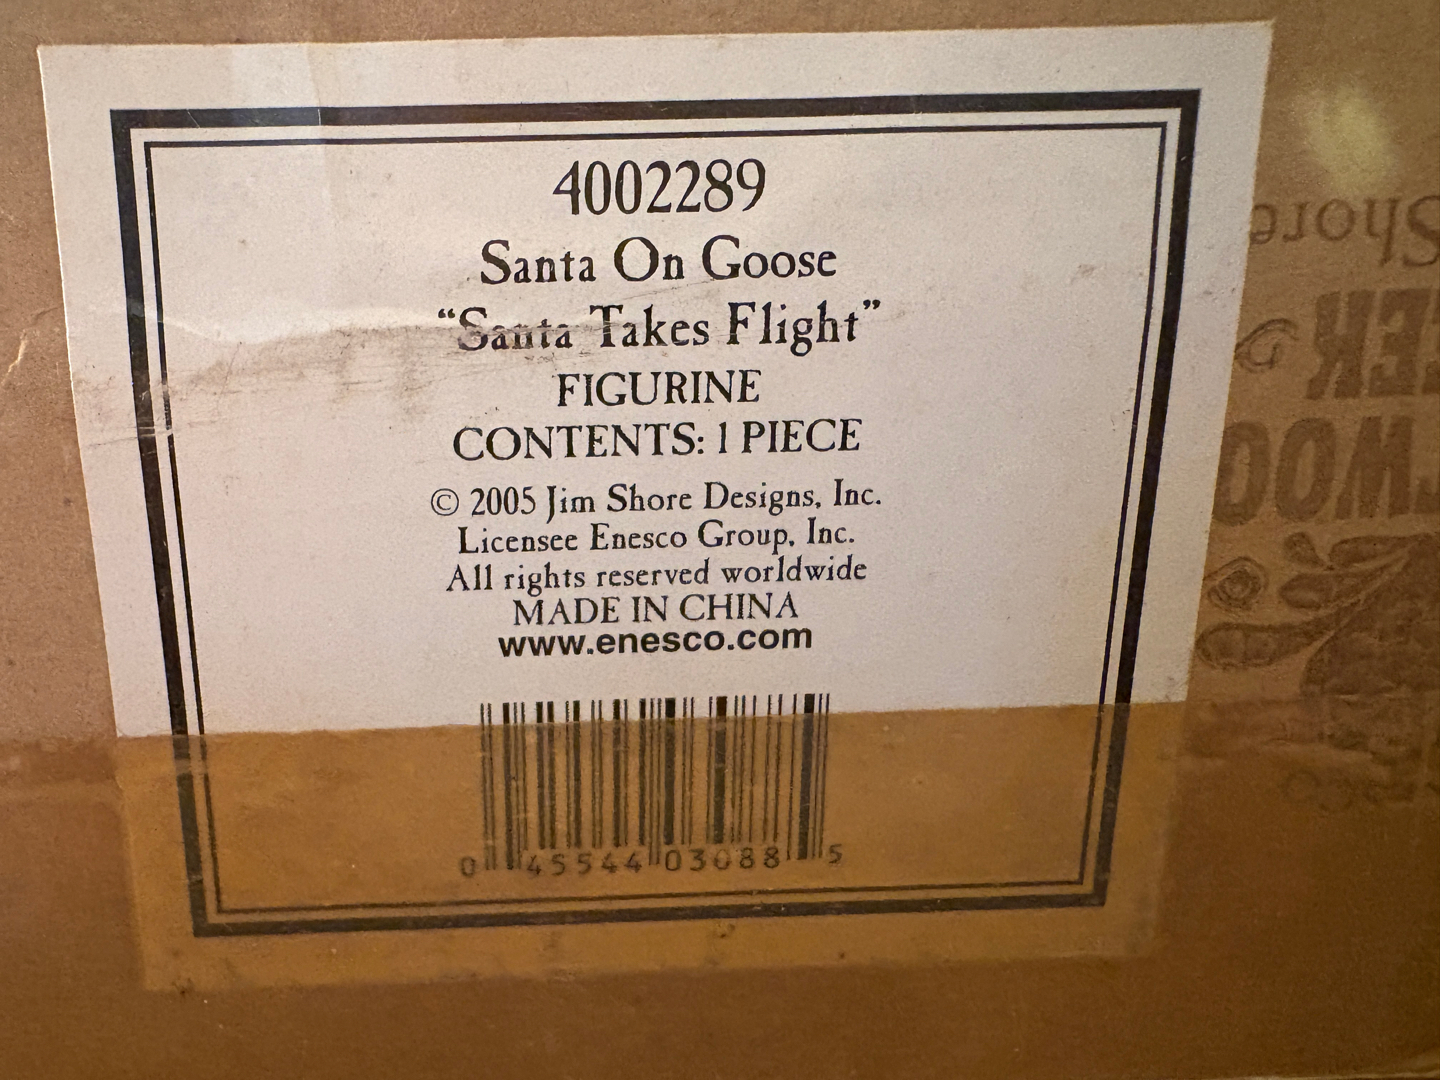 4002289
Santa On Goose
“Santa Takes Flight”
FIGURINE
CONTENTS: 1 PIECE
© 2005 Jim Shore Designs, Inc.
Licensee Enesco Group, Inc.
All rights reserved worldwide
MADE IN CHINA
www.enesco.com
0 45544 03088 5
Shore